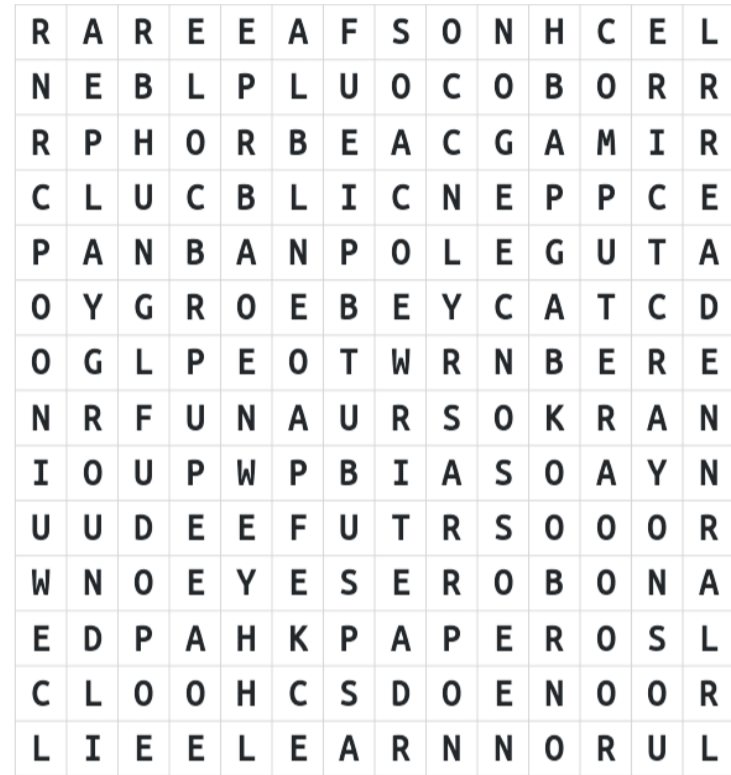 R A R E E A F S O N H C E L
N E B L P L U O C O B O R R
R P H O R B E A C G A M I R
C L U C B L I C N E P P C E
P A N B A N P O L E G U T A
O Y G R O E B E Y C A T C D
O G L P E O T W R N B E R E
N R F U N A U R S O K R A N
I O U P W P B I A S O A Y N
U U D E E F U T R S O O O R
W N O E Y E S E R O B O N A
E D P A H K P A P E R O S L
C L O O H C S D O E N O O R
L I E E L E A R N N O R U L